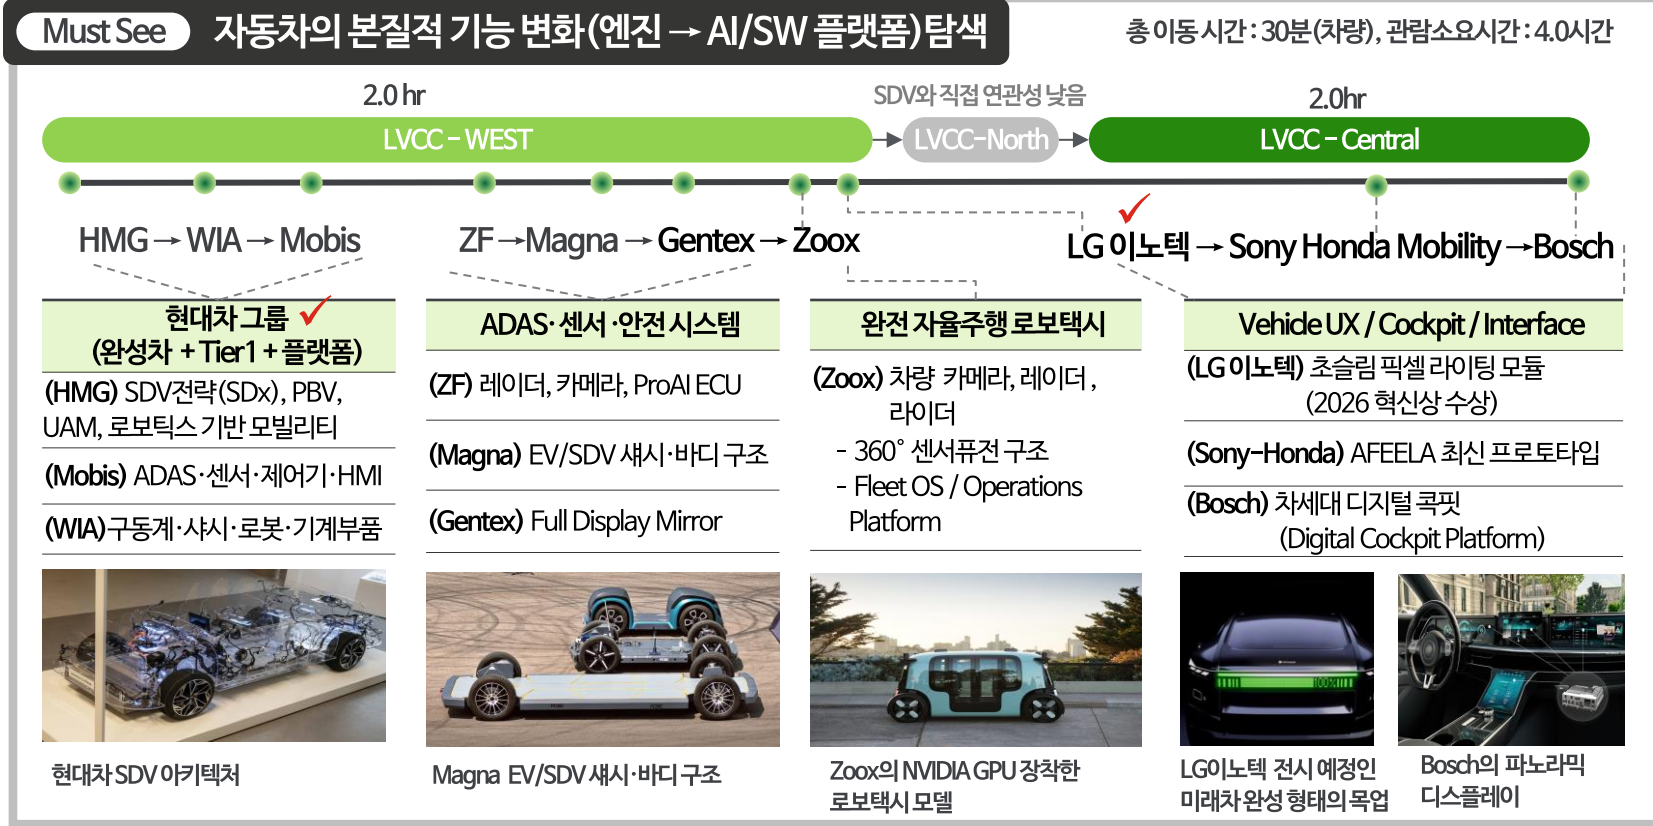 Must See
자동차의 본질적 기능 변화(엔진 → AI/SW 플랫폼)탐색
총 이동 시간 : 30분(차량), 관람소요시간 : 4.0시간
2.0 hr
SDV와 직접 연관성 낮음
2.0hr
LVCC - WEST
LVCC-North
LVCC - Central
HMG → WIA → Mobis
ZF → Magna → Gentex → Zoox
LG 이노텍 → Sony Honda Mobility → Bosch
현대차 그룹
(완성차 + Tier1 + 플랫폼)
(HMG) SDV전략(SDx), PBV,
UAM, 로보틱스 기반 모빌리티
(Mobis) ADAS·센서·제어기·HMI
(WIA)구동계·샤시·로봇·기계부품
현대차 SDV 아키텍처
ADAS· 센서 ·안전 시스템
(ZF) 레이더, 카메라, ProAI ECU
(Magna) EV/SDV 섀시·바디 구조
(Gentex) Full Display Mirror
Magna EV/SDV 섀시·바디 구조
완전 자율주행 로보택시
(Zoox) 차량 카메라, 레이더 ,
라이더
- 360° 센서퓨전 구조
- Fleet OS / Operations
Platform
Zoox의 NVIDIA GPU 장착한
로보택시 모델
Vehicle UX / Cockpit / Interface
(LG 이노텍) 초슬림 픽셀 라이팅 모듈
(2026 혁신상 수상)
(Sony-Honda) AFEELA 최신 프로토타입
(Bosch) 차세대 디지털 콕핏
(Digital Cockpit Platform)
100%
LG이노텍 전시 예정인
미래차 완성 형태의 목업
Bosch의 파노라믹
디스플레이